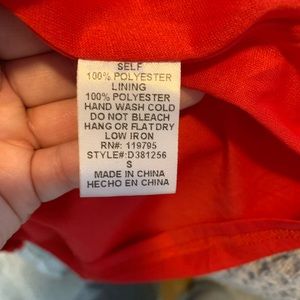 SELF
100% POLYESTER
LINING
100% POLYESTER
HAND WASH COLD
DO NOT BLEACH
HANG OR FLAT DRY
LOW IRON
RN#: 119795
STYLE#:D381256
S
MADE IN CHINA
HECHO EN CHINA